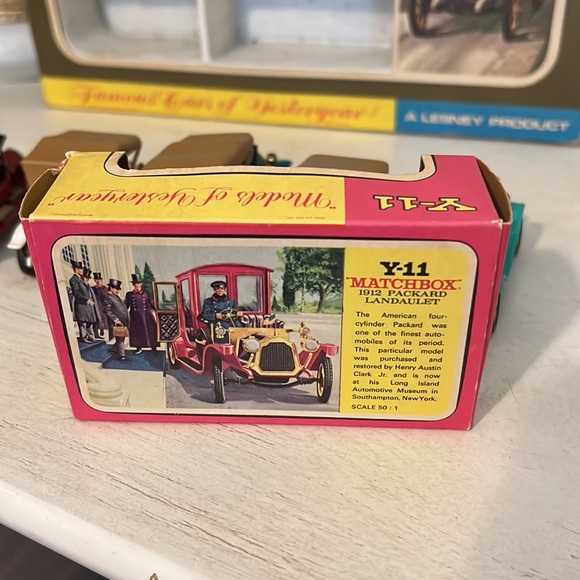 Famous Cars of Yesteryear
A LESNEY PRODUCT
"Models of Yesteryear"
Y-11
Y-11
"MATCHBOX"
1912 PACKARD
LANDAULET
The American four-
cylinder Packard was
one of the finest auto-
mobiles of its period.
This particular model
was purchased and
restored by Henry Austin
Clark Jr. and is now
at his Long Island
Automotive Museum in
Southampton, New York.
SCALE 50 : 1